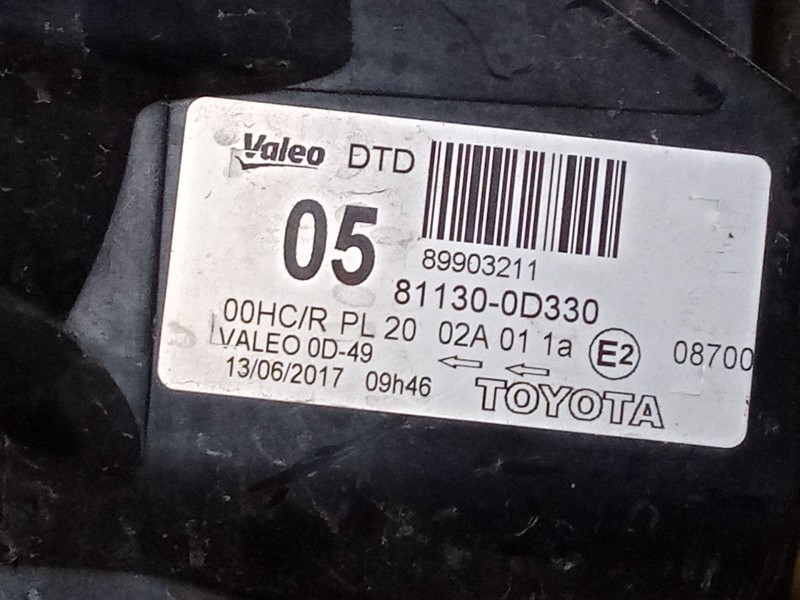 Valeo DTD
05
89903211
81130-0D330
00HC/R PL 20 02A 01 1a E2 08700
VALEO 0D-49
13/06/2017 09h46
TOYOTA